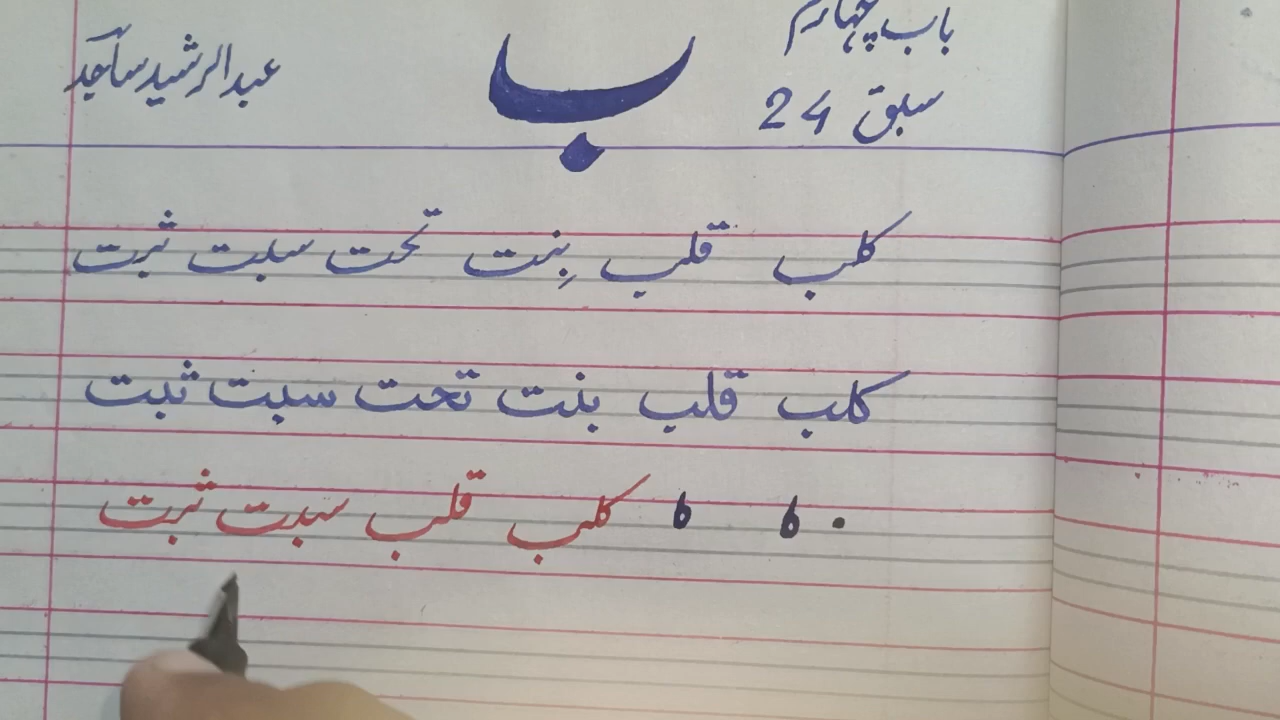 باب چہارم
سبق 24
ب
عبدالرشید ساجد
کلب قلب بِنت تحت سبت ثبت
کلب قلب بنت تحت سبت ثبت
کلب قلب سبت ثبت